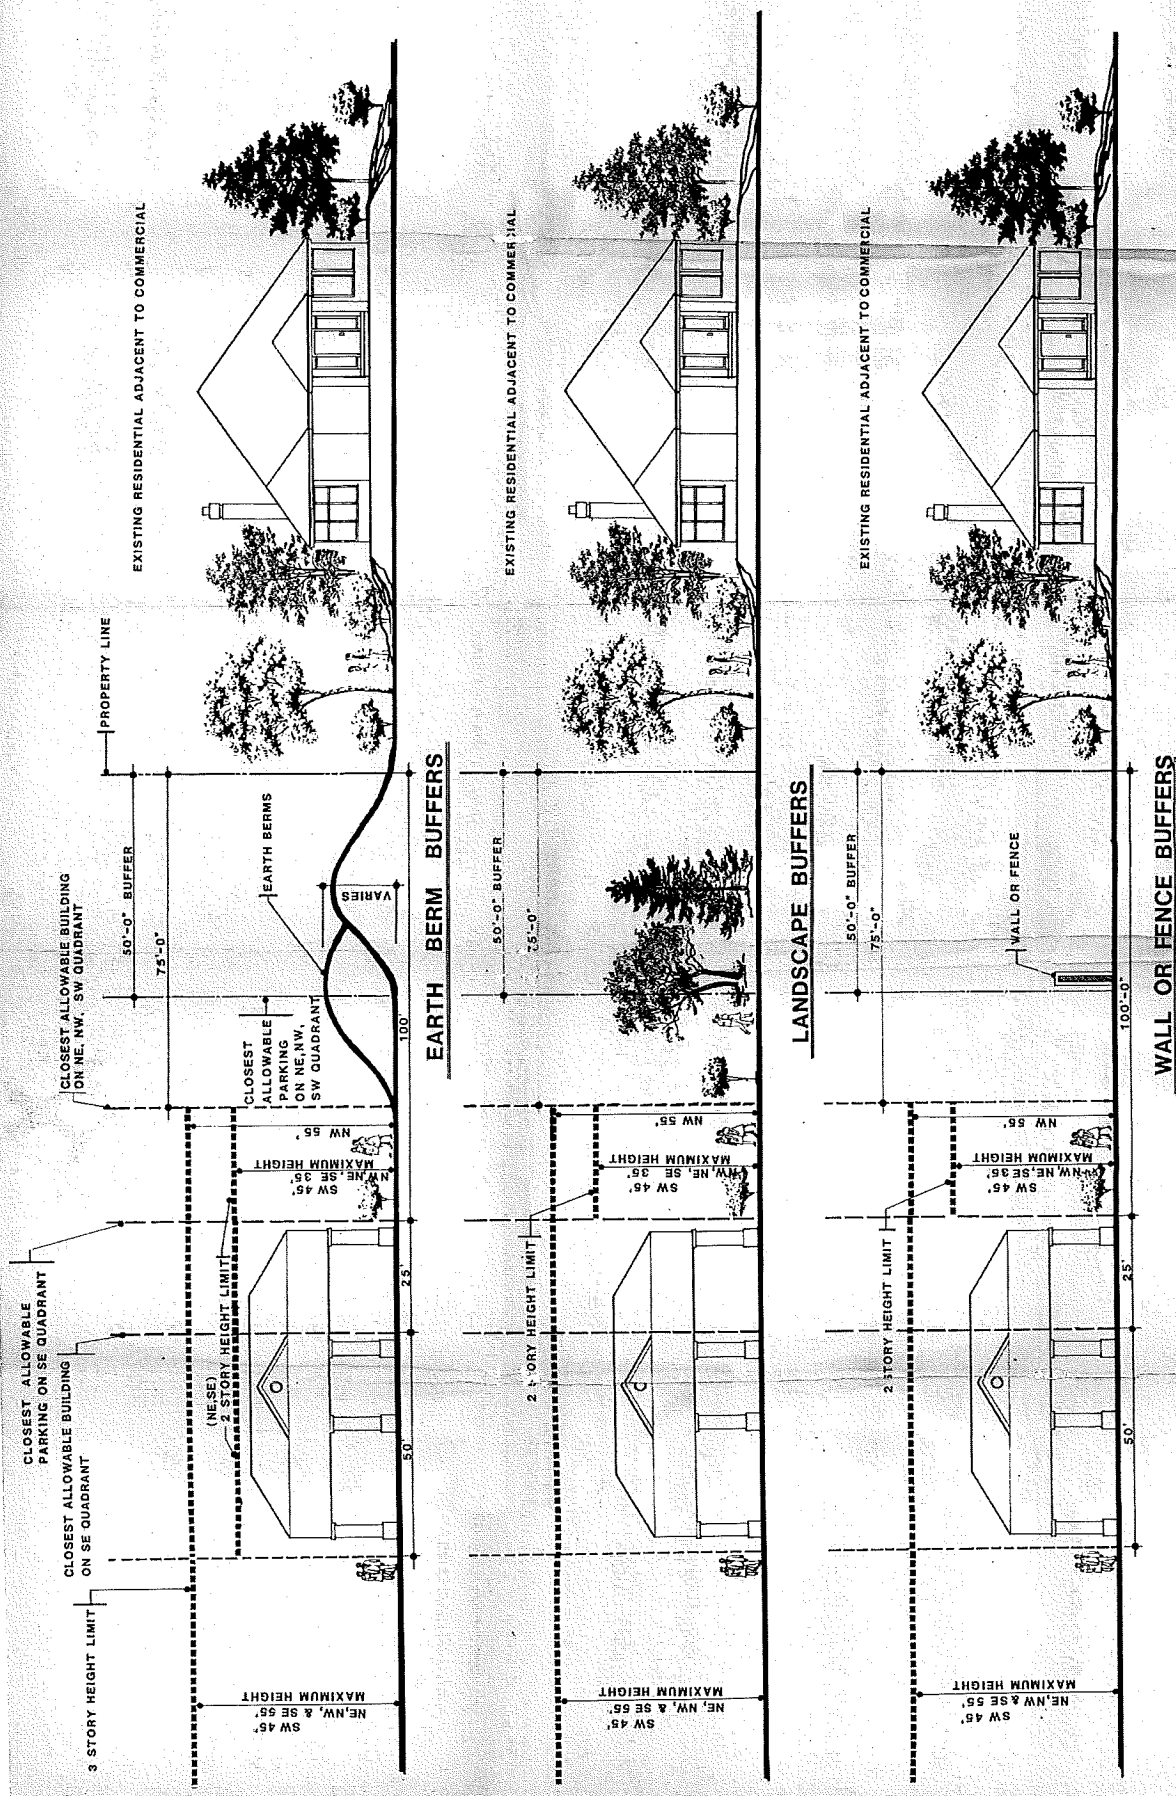 3 STORY HEIGHT LIMIT
CLOSEST ALLOWABLE
PARKING ON SE QUADRANT
CLOSEST ALLOWABLE BUILDING
ON SE QUADRANT
CLOSEST ALLOWABLE BUILDING
ON NE, NW, SW QUADRANT
PROPERTY LINE
EXISTING RESIDENTIAL ADJACENT TO COMMERCIAL
50'-0" BUFFER
75'-0"
(NE,SE)
2 STORY HEIGHT LIMIT
CLOSEST
ALLOWABLE
PARKING
ON NE,NW,
SW QUADRANT
EARTH BERMS
VARIES
MAXIMUM HEIGHT
NE, NW, & SE 55'
SW 45'
NW 55'
MAXIMUM HEIGHT
NW,NE, SE 35'
SW 45'
50'
25'
100'
EARTH BERM BUFFERS
EXISTING RESIDENTIAL ADJACENT TO COMMERCIAL
50'-0" BUFFER
75'-0"
2 STORY HEIGHT LIMIT
MAXIMUM HEIGHT
NE, NW, & SE 55'
SW 45'
NW 55'
MAXIMUM HEIGHT
NW,NE, SE 35'
SW 45'
LANDSCAPE BUFFERS
EXISTING RESIDENTIAL ADJACENT TO COMMERCIAL
50'-0" BUFFER
75'-0"
2 STORY HEIGHT LIMIT
WALL OR FENCE
MAXIMUM HEIGHT
NE,NW & SE 55'
SW 45'
NW 55'
MAXIMUM HEIGHT
NW,NE,SE 35'
SW 45'
50'
25'
100'-0"
WALL OR FENCE BUFFERS